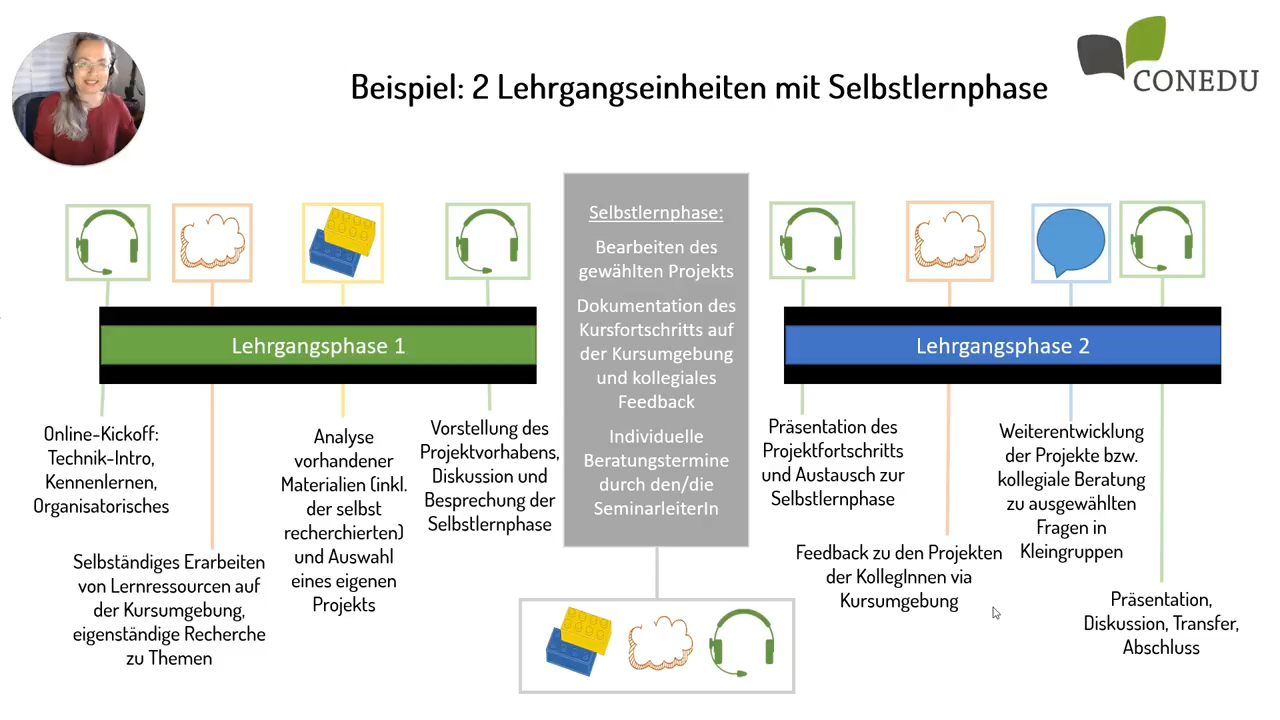 Beispiel: 2 Lehrgangseinheiten mit Selbstlernphase
CONEDU
Lehrgangsphase 1
Online-Kickoff:
Technik-Intro,
Kennenlernen,
Organisatorisches
Selbständiges Erarbeiten
von Lernressourcen auf
der Kursumgebung,
eigenständige Recherche
zu Themen
Analyse
vorhandener
Materialien (inkl.
der selbst
recherchierten)
und Auswahl
eines eigenen
Projekts
Vorstellung des
Projektvorhabens,
Diskussion und
Besprechung der
Selbstlernphase
Selbstlernphase:
Bearbeiten des
gewählten Projekts
Dokumentation des
Kursfortschritts auf
der Kursumgebung
und kollegiales
Feedback
Individuelle
Beratungstermine
durch den/die
SeminarleiterIn
Lehrgangsphase 2
Präsentation des
Projektfortschritts
und Austausch zur
Selbstlernphase
Feedback zu den Projekten
der KollegInnen via
Kursumgebung
Weiterentwicklung
der Projekte bzw.
kollegiale Beratung
zu ausgewählten
Fragen in
Kleingruppen
Präsentation,
Diskussion, Transfer,
Abschluss